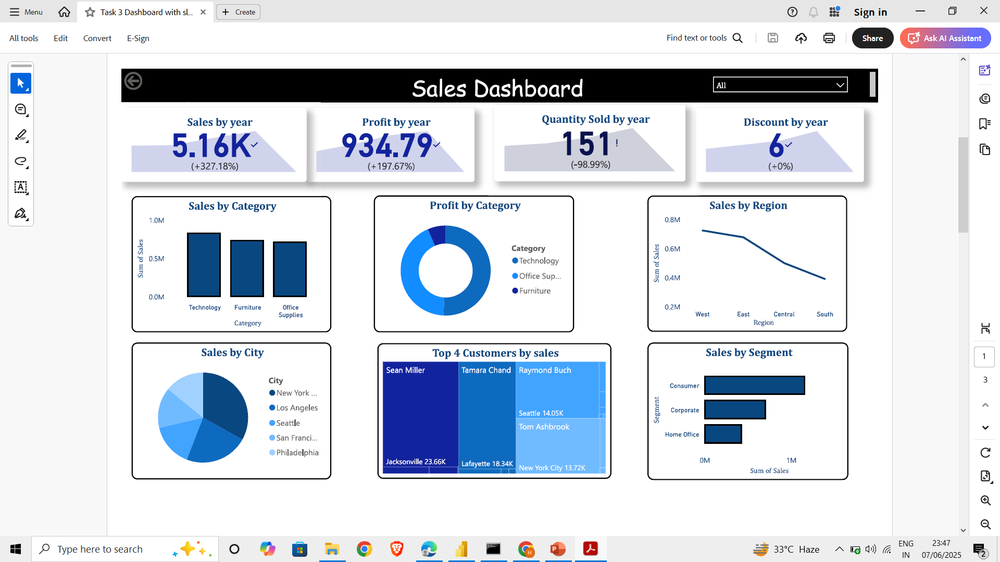 Menu
Task 3 Dashboard with sl...
Create
Sign in
All tools
Edit
Convert
E-Sign
Find text or tools
Share
Ask AI Assistant
Sales Dashboard
All
Sales by year
5.16K
(+327.18%)
Profit by year
934.79
(+197.67%)
Quantity Sold by year
151!
(-98.99%)
Discount by year
6
(+0%)
Sales by Category
1.0M
0.5M
0.0M
Sum of Sales
Technology
Furniture
Office
Supplies
Category
Profit by Category
Category
Technology
Office Sup...
Furniture
Sales by Region
0.8M
0.6M
0.4M
0.2M
Sum of Sales
West
East
Central
South
Region
Sales by City
City
New York ...
Los Angeles
Seattle
San Franci...
Philadelphia
Top 4 Customers by sales
Sean Miller
Jacksonville 23.66K
Tamara Chand
Lafayette 18.34K
Raymond Buch
Seattle 14.05K
Tom Ashbrook
New York City 13.72K
Sales by Segment
Segment
Consumer
Corporate
Home Office
0M
1M
Sum of Sales
1
3
Type here to search
33°C Haze
ENG
IN
23:47
07/06/2025
2